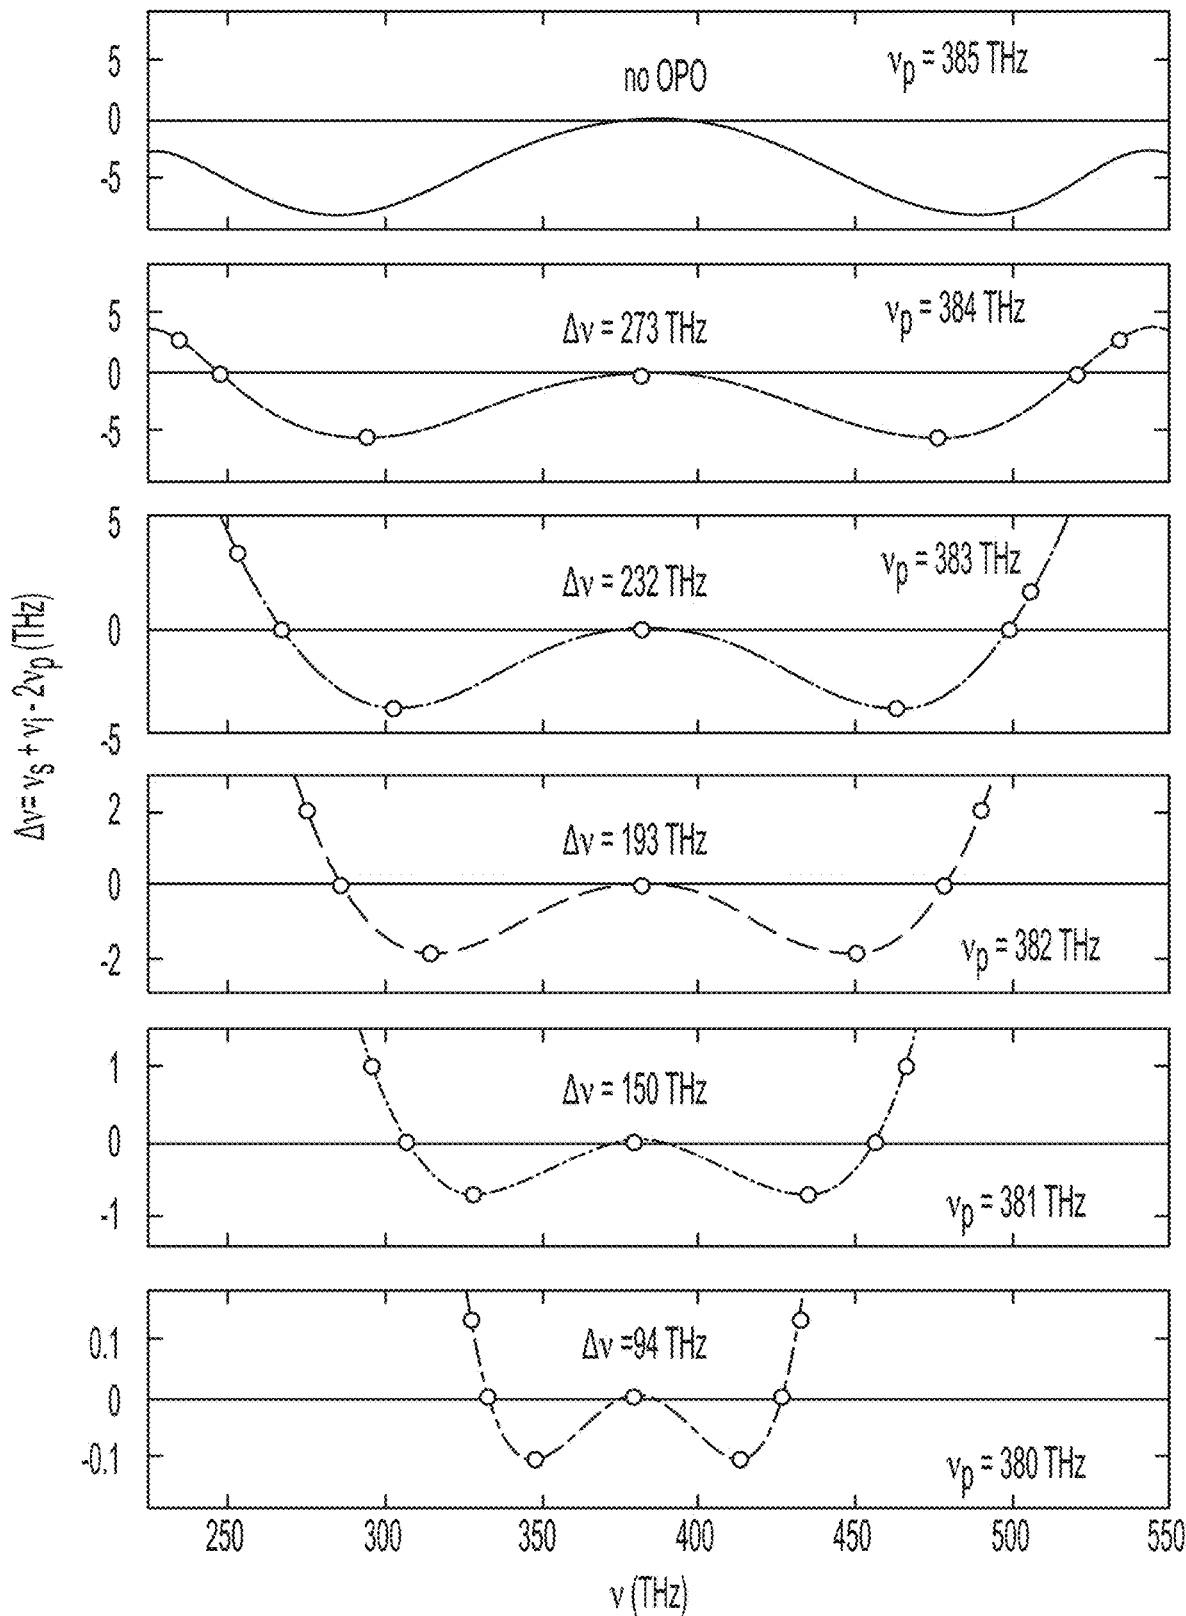 5
0
-5
no OPO
νp = 385 THz
5
0
-5
Δν = 273 THz
νp = 384 THz
5
0
-5
Δν = 232 THz
νp = 383 THz
2
0
-2
Δν = 193 THz
νp = 382 THz
1
0
-1
Δν = 150 THz
νp = 381 THz
0.1
0
-0.1
Δν =94 THz
νp = 380 THz
250 300 350 400 450 500 550
ν (THz)
Δν= νs + νi - 2νp (THz)